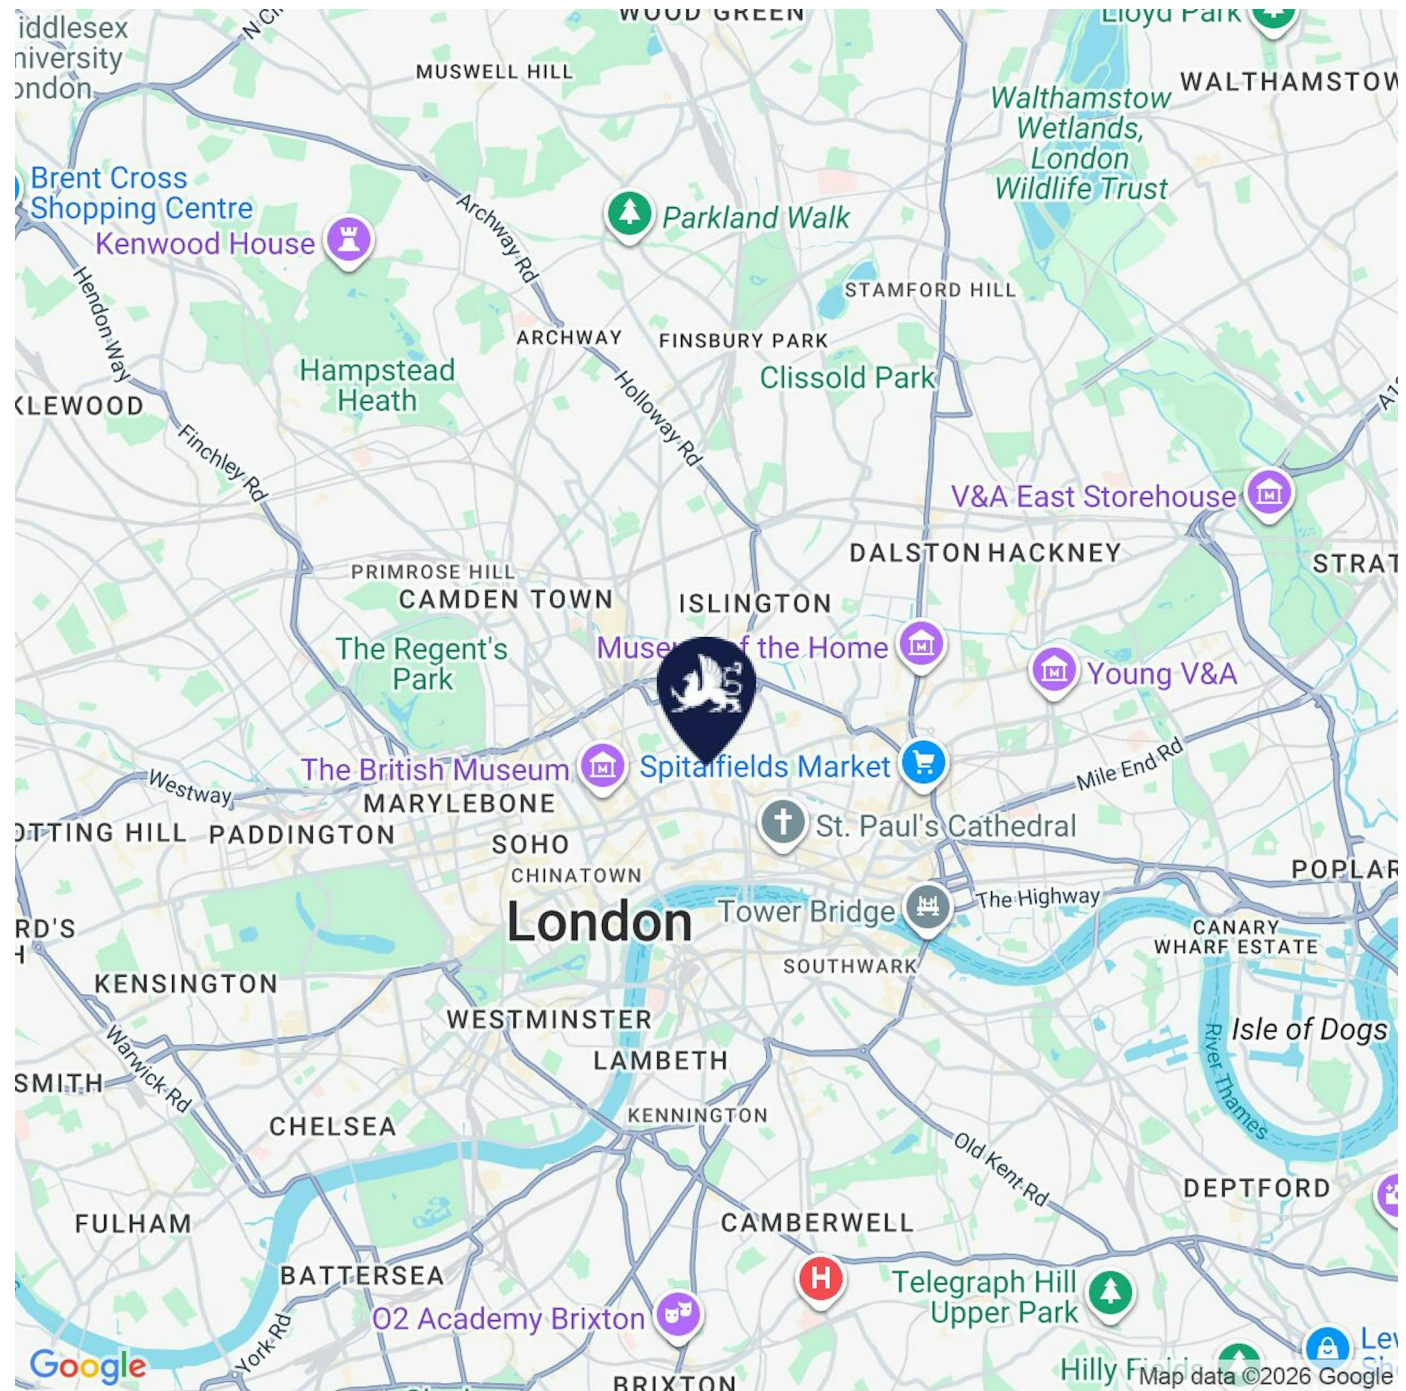 WOOD GREEN
Lloyd Park
iddlesex
niversity
ondon
MUSWELL HILL
WALTHAMSTOW
Walthamstow
Wetlands,
London
Wildlife Trust
Brent Cross
Shopping Centre
Kenwood House
Archway Rd
Parkland Walk
Hendon Way
STAMFORD HILL
ARCHWAY
FINSBURY PARK
Hampstead
Heath
Clissold Park
KLEWOOD
Holloway Rd
Finchley Rd
V&A East Storehouse
DALSTON
HACKNEY
STRAT
PRIMROSE HILL
CAMDEN TOWN
ISLINGTON
The Regent's
Park
Museum of the Home
Young V&A
The British Museum
Spitalfields Market
Mile End Rd
Westway
MARYLEBONE
OTTING HILL
PADDINGTON
SOHO
St. Paul's Cathedral
CHINATOWN
POPLAR
London
Tower Bridge
The Highway
RD'S
H
CANARY
WHARF ESTATE
SOUTHWARK
KENSINGTON
WESTMINSTER
Isle of Dogs
LAMBETH
Warwick Rd
SMITH
River Thames
CHELSEA
KENNINGTON
Old Kent Rd
DEPTFORD
FULHAM
CAMBERWELL
BATTERSEA
H
Telegraph Hill
Upper Park
O2 Academy Brixton
York Rd
Google
Hilly Fields
BRIXTON
Map data ©2026 Google